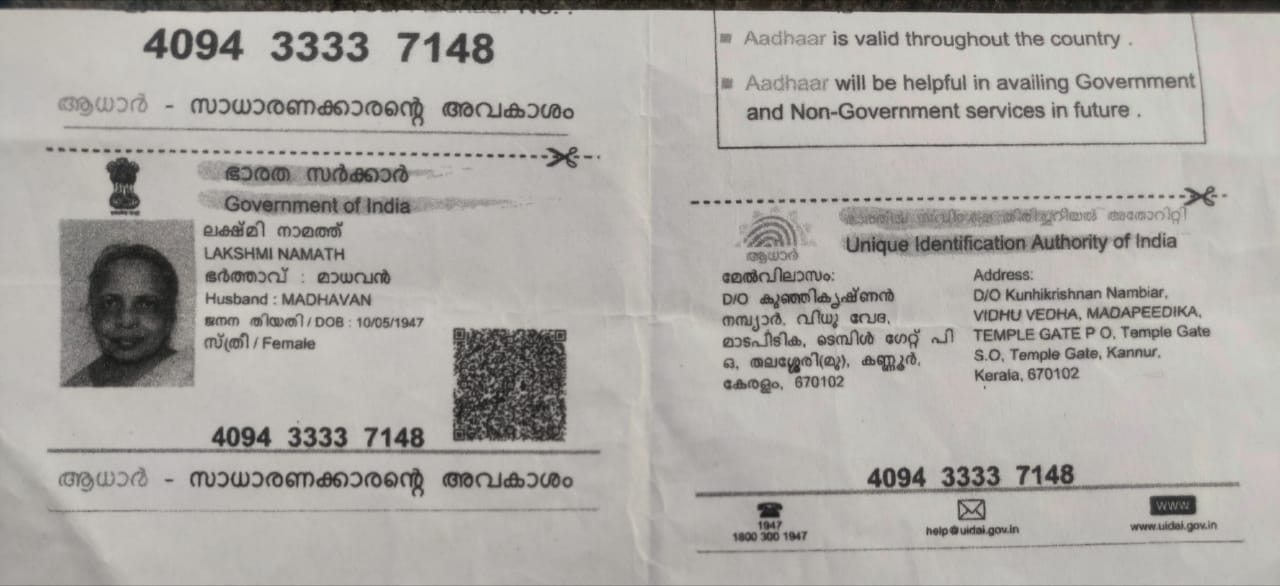 4094 3333 7148
ആധാർ - സാധാരണക്കാരന്റെ അവകാശം
ഭാരത സർക്കാർ
Government of India
ലക്ഷ്മി നാമത്ത്
LAKSHMI NAMATH
ഭർത്താവ് : മാധവൻ
Husband : MADHAVAN
ജനന തിയതി / DOB : 10/05/1947
സ്ത്രീ / Female
4094 3333 7148
ആധാർ - സാധാരണക്കാരന്റെ അവകാശം
Aadhaar is valid throughout the country .
Aadhaar will be helpful in availing Government
and Non-Government services in future .
ആധാർ
Unique Identification Authority of India
മേൽവിലാസം:
D/O കുഞ്ഞികൃഷ്ണൻ
നമ്പ്യാർ, വിധു വേദ,
മാടപീടിക, ടെമ്പിൾ ഗേറ്റ് പി
ഒ, തലശ്ശേരി(മു), കണ്ണൂർ,
കേരളം, 670102
Address:
D/O Kunhikrishnan Nambiar,
VIDHU VEDHA, MADAPEEDIKA,
TEMPLE GATE P O, Temple Gate
S.O, Temple Gate, Kannur,
Kerala, 670102
4094 3333 7148
1947
1800 300 1947
help@uidai.gov.in
www
www.uidai.gov.in